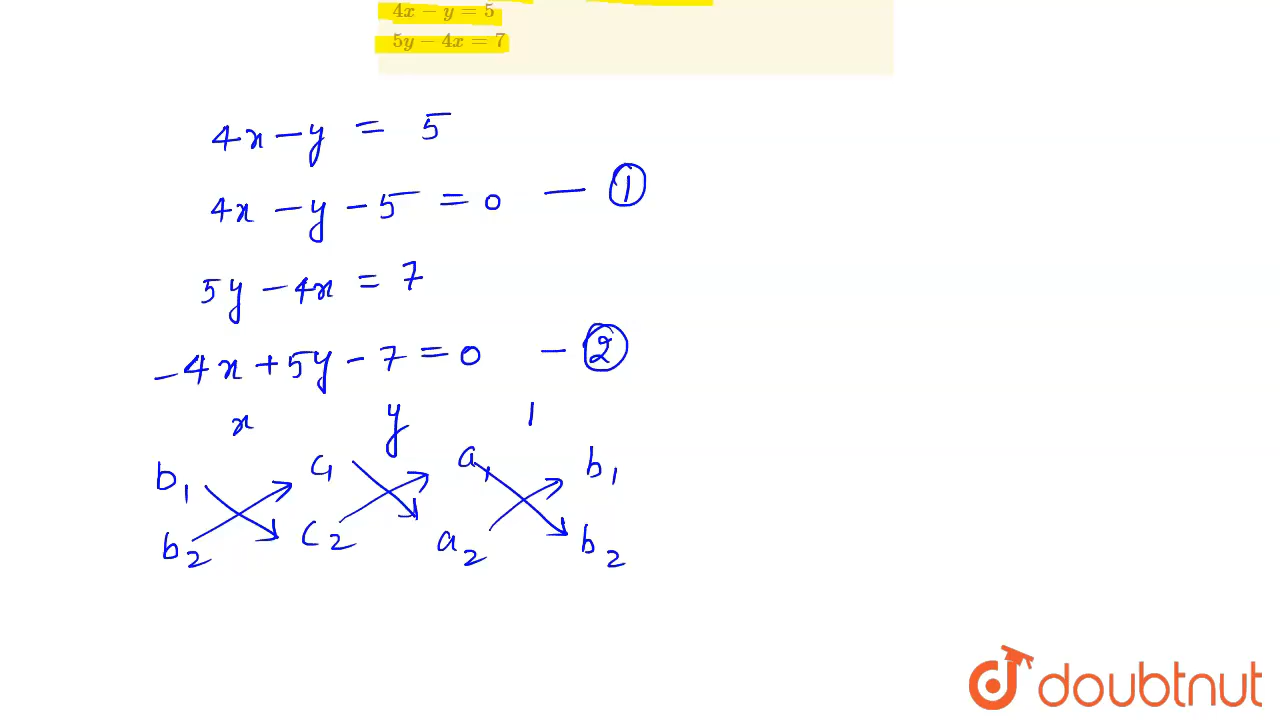 4x − y = 5
5y − 4x = 7
4x − y = 5
4x − y − 5 = 0 — ①
5y − 4x = 7
−4x + 5y − 7 = 0 − ②
x y 1
b₁ c₁ a₁ b₁
b₂ c₂ a₂ b₂
doubtnut